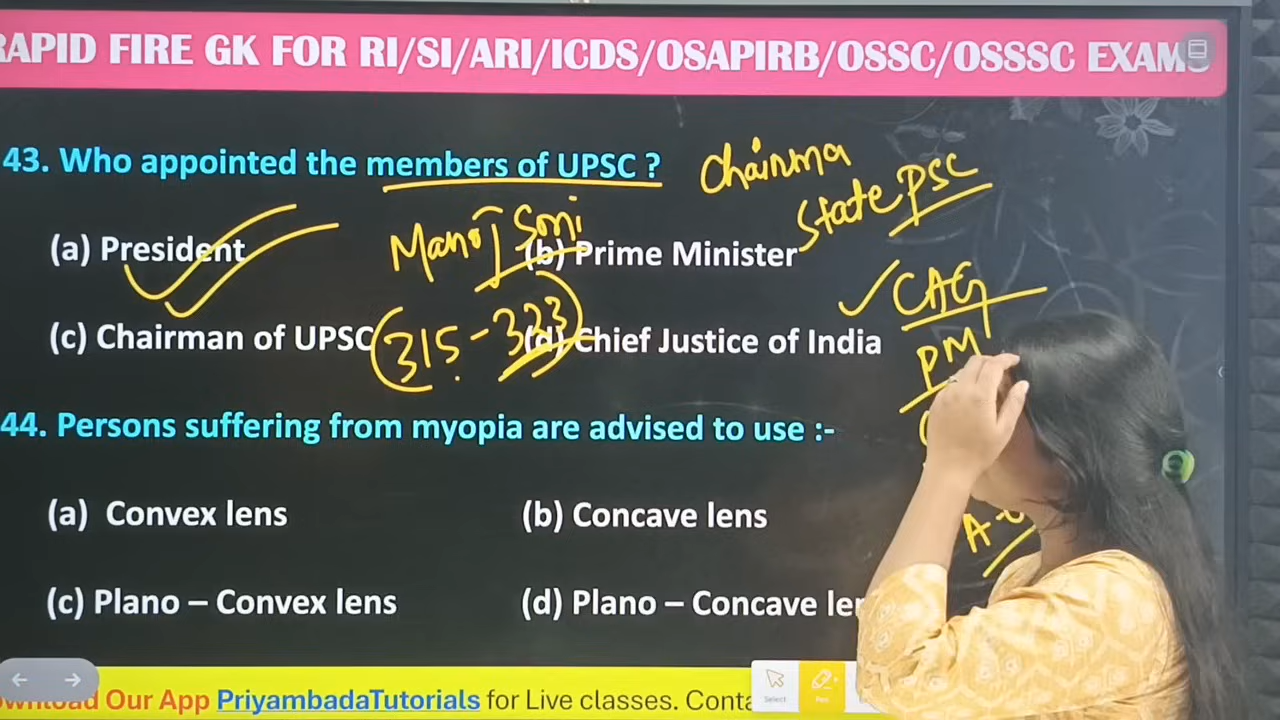 RAPID FIRE GK FOR RI/SI/ARI/ICDS/OSAPIRB/OSSC/OSSSC EXAMS
43. Who appointed the members of UPSC ?
Chairma
State PSC
(a) President
Manoj Soni
(b) Prime Minister
CAG
(c) Chairman of UPSC
(315-323)
(d) Chief Justice of India
PM
44. Persons suffering from myopia are advised to use :-
(a) Convex lens
(b) Concave lens
(c) Plano – Convex lens
(d) Plano – Concave
Our App PriyambadaTutorials for Live classes.
Select
Pen